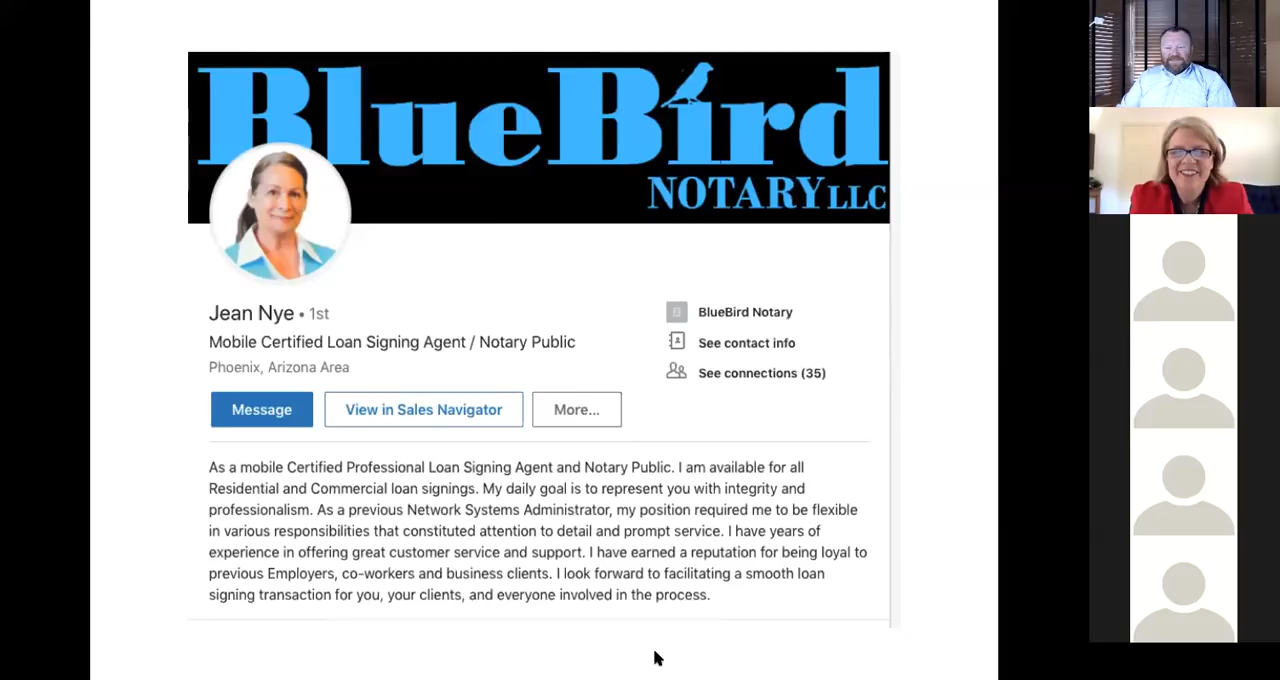 BlueBird
NOTARY LLC
Jean Nye • 1st
Mobile Certified Loan Signing Agent / Notary Public
Phoenix, Arizona Area
BlueBird Notary
See contact info
See connections (35)
Message
View in Sales Navigator
More...
As a mobile Certified Professional Loan Signing Agent and Notary Public. I am available for all
Residential and Commercial loan signings. My daily goal is to represent you with integrity and
professionalism. As a previous Network Systems Administrator, my position required me to be flexible
in various responsibilities that constituted attention to detail and prompt service. I have years of
experience in offering great customer service and support. I have earned a reputation for being loyal to
previous Employers, co-workers and business clients. I look forward to facilitating a smooth loan
signing transaction for you, your clients, and everyone involved in the process.